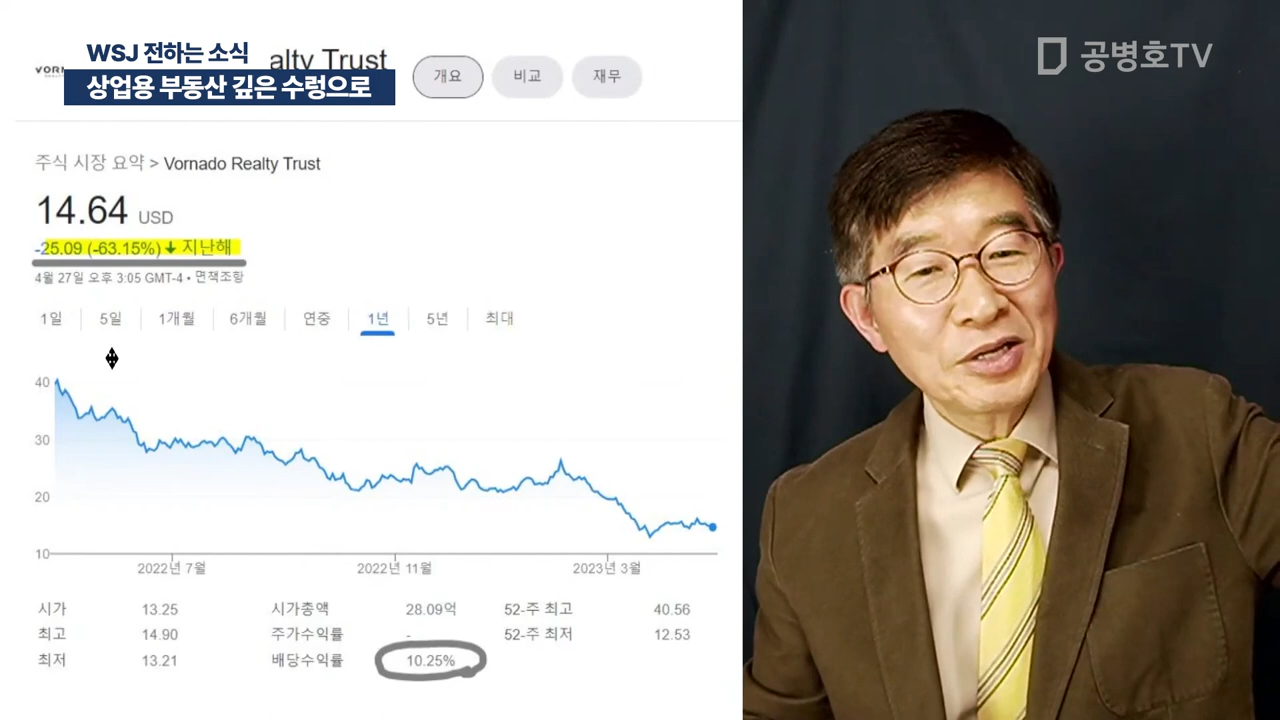 WSJ 전하는 소식
상업용 부동산 깊은 수렁으로
VORN
alty Trust
개요
비교
재무
공병호TV
주식 시장 요약 > Vornado Realty Trust
14.64 USD
-25.09 (-63.15%) ↓ 지난해
4월 27일 오후 3:05 GMT-4 • 면책조항
1일 5일 1개월 6개월 연중 1년 5년 최대
40
30
20
10
2022년 7월 2022년 11월 2023년 3월
시가 13.25 시가총액 28.09억 52-주 최고 40.56
최고 14.90 주가수익률 - 52-주 최저 12.53
최저 13.21 배당수익률 10.25%